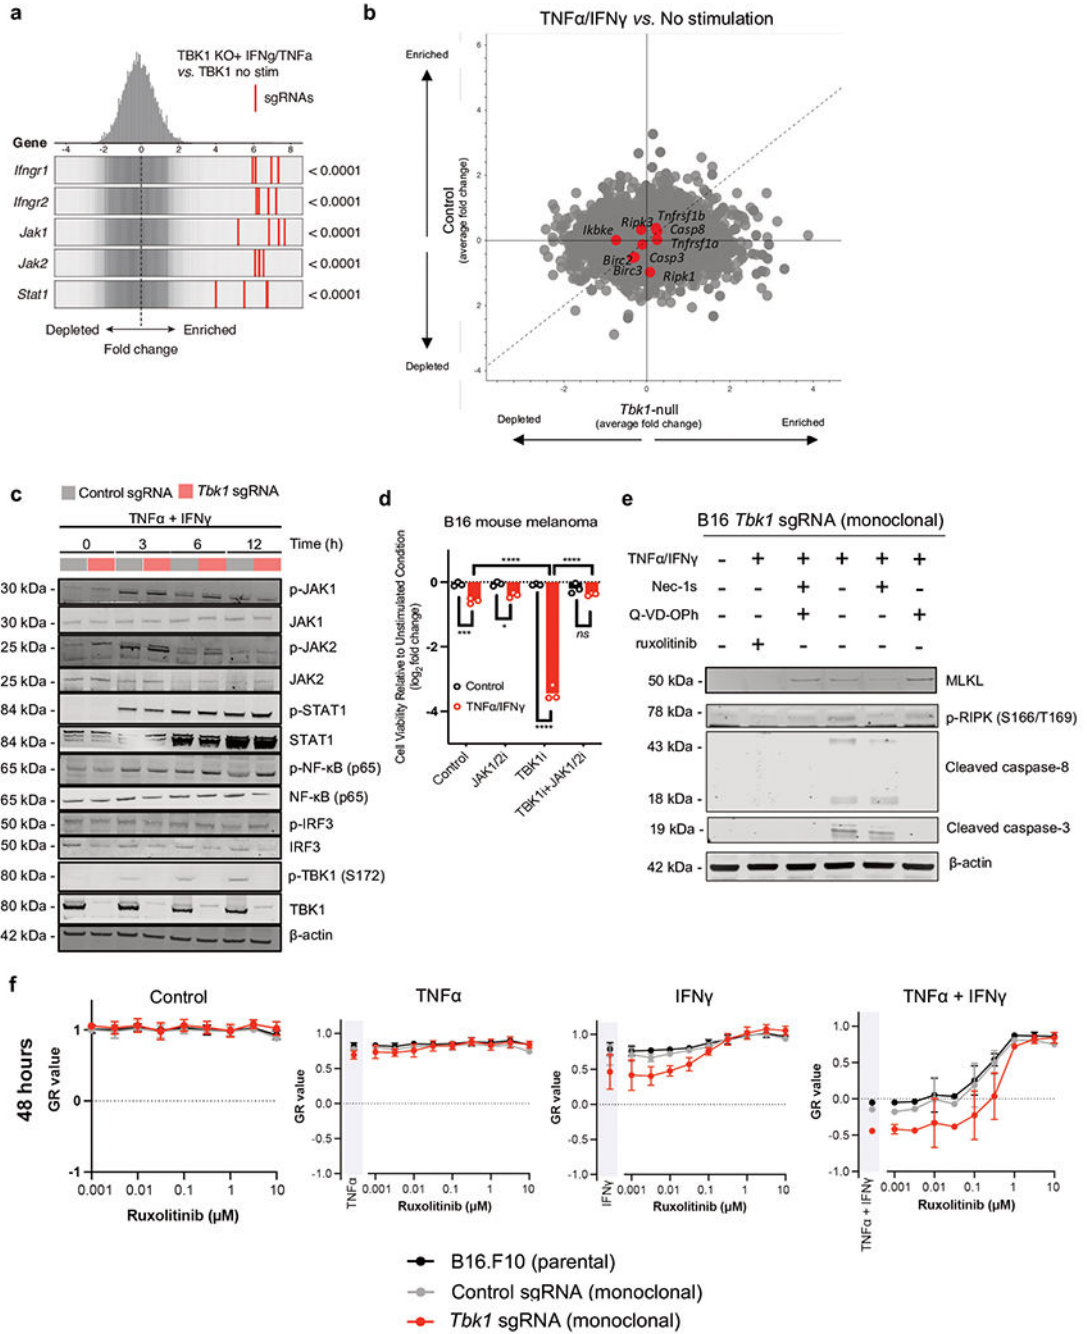 a
TBK1 KO+ IFNg/TNFa
vs. TBK1 no stim
sgRNAs
Gene
-4 -2 0 2 4 6 8
Ifngr1 < 0.0001
Ifngr2 < 0.0001
Jak1 < 0.0001
Jak2 < 0.0001
Stat1 < 0.0001
Depleted Enriched
Fold change
b
TNFα/IFNγ vs. No stimulation
Enriched
Control
(average fold change)
Depleted
6
4
2
0
2
-4
Ikbke
Ripk3
Tnfrsf1b
Casp8
Tnfrsf1a
Birc2
Casp3
Birc3
Ripk1
-2 0 2 4
Tbk1-null
(average fold change)
Depleted Enriched
c
Control sgRNA Tbk1 sgRNA
TNFα + IFNγ
0 3 6 12 Time (h)
30 kDa - p-JAK1
30 kDa - JAK1
25 kDa - p-JAK2
25 kDa - JAK2
84 kDa - p-STAT1
84 kDa - STAT1
65 kDa - p-NF-κB (p65)
65 kDa - NF-κB (p65)
50 kDa - p-IRF3
50 kDa - IRF3
80 kDa - p-TBK1 (S172)
80 kDa - TBK1
42 kDa - β-actin
d
B16 mouse melanoma
Cell Viability Relative to Unstimulated Condition
(log2 fold change)
0
-2
-4
**** ****
*** * **** ns
Control
TNFα/IFNγ
Control
JAK1/2i
TBK1i
TBK1i+JAK1/2i
e
B16 Tbk1 sgRNA (monoclonal)
TNFα/IFNγ - + + + + +
Nec-1s - - + - + -
Q-VD-OPh - - + - - +
ruxolitinib - + - - - -
50 kDa - MLKL
78 kDa - p-RIPK (S166/T169)
43 kDa -
Cleaved caspase-8
18 kDa -
19 kDa - Cleaved caspase-3
42 kDa - β-actin
f
48 hours
Control
GR value
1
0
-1
0.001 0.01 0.1 1 10
Ruxolitinib (μM)
TNFα
GR value
1.0
0.5
0.0
-0.5
-1.0
TNFα
0.001 0.01 0.1 1 10
Ruxolitinib (μM)
IFNγ
GR value
1.0
0.5
0.0
-0.5
-1.0
IFNγ
0.001 0.01 0.1 1 10
Ruxolitinib (μM)
TNFα + IFNγ
GR value
1.0
0.5
0.0
-0.5
-1.0
TNFα + IFNγ
0.001 0.01 0.1 1 10
Ruxolitinib (μM)
B16.F10 (parental)
Control sgRNA (monoclonal)
Tbk1 sgRNA (monoclonal)